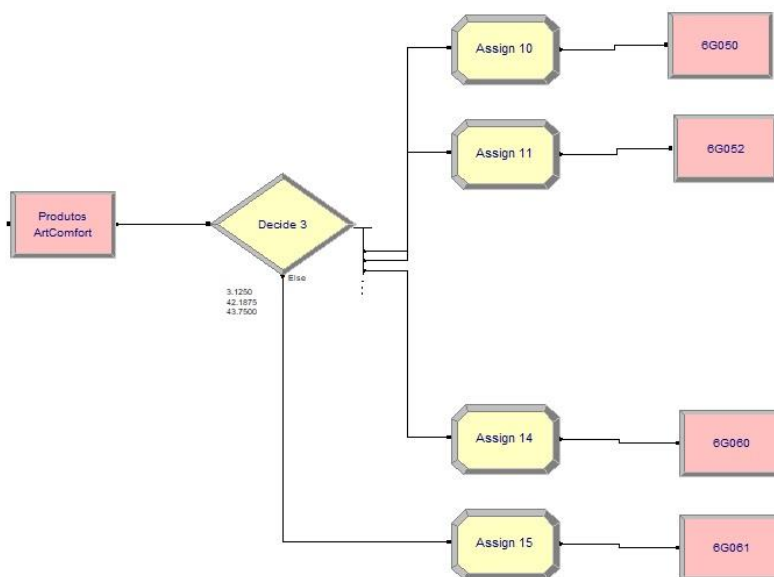 Assign 10
6G050
Assign 11
6G052
Produtos
ArtComfort
Decide 3
Else
3.1250
42.1875
43.7500
Assign 14
6G060
Assign 15
6G061